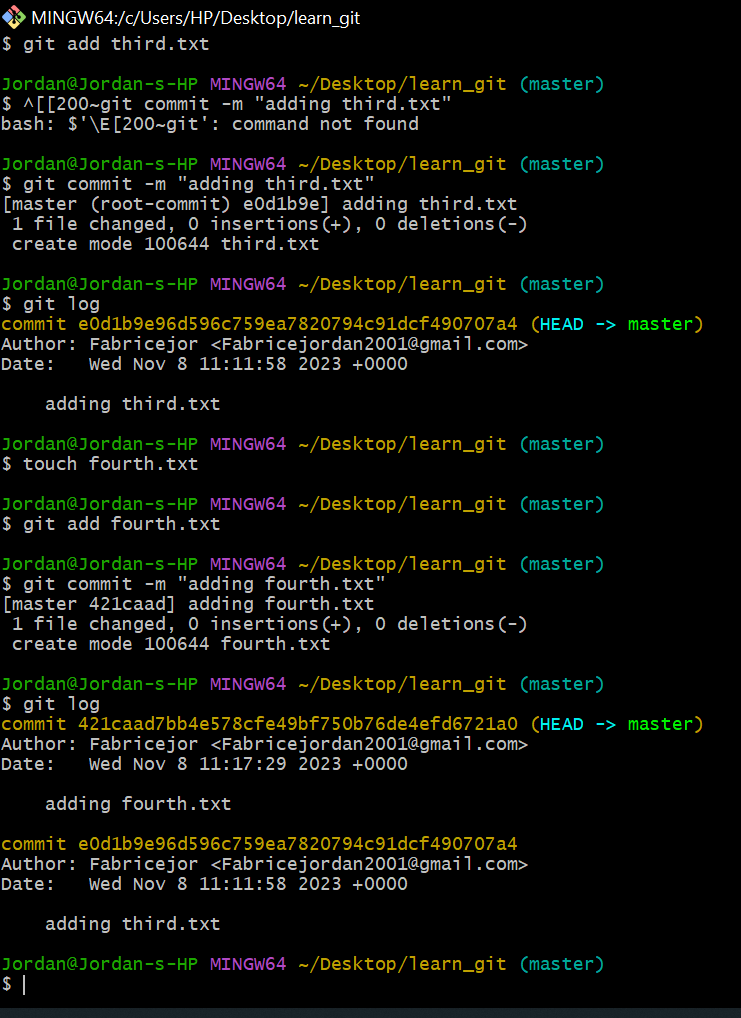 MINGW64:/c/Users/HP/Desktop/learn_git
$ git add third.txt
Jordan@Jordan-s-HP MINGW64 ~/Desktop/learn_git (master)
$ ^[[200~git commit -m "adding third.txt"
bash: $'\E[200~git': command not found
Jordan@Jordan-s-HP MINGW64 ~/Desktop/learn_git (master)
$ git commit -m "adding third.txt"
[master (root-commit) e0d1b9e] adding third.txt
 1 file changed, 0 insertions(+), 0 deletions(-)
 create mode 100644 third.txt
Jordan@Jordan-s-HP MINGW64 ~/Desktop/learn_git (master)
$ git log
commit e0d1b9e96d596c759ea7820794c91dcf490707a4 (HEAD -> master)
Author: Fabricejor <Fabricejordan2001@gmail.com>
Date:   Wed Nov 8 11:11:58 2023 +0000
    adding third.txt
Jordan@Jordan-s-HP MINGW64 ~/Desktop/learn_git (master)
$ touch fourth.txt
Jordan@Jordan-s-HP MINGW64 ~/Desktop/learn_git (master)
$ git add fourth.txt
Jordan@Jordan-s-HP MINGW64 ~/Desktop/learn_git (master)
$ git commit -m "adding fourth.txt"
[master 421caad] adding fourth.txt
 1 file changed, 0 insertions(+), 0 deletions(-)
 create mode 100644 fourth.txt
Jordan@Jordan-s-HP MINGW64 ~/Desktop/learn_git (master)
$ git log
commit 421caad7bb4e578cfe49bf750b76de4efd6721a0 (HEAD -> master)
Author: Fabricejor <Fabricejordan2001@gmail.com>
Date:   Wed Nov 8 11:17:29 2023 +0000
    adding fourth.txt
commit e0d1b9e96d596c759ea7820794c91dcf490707a4
Author: Fabricejor <Fabricejordan2001@gmail.com>
Date:   Wed Nov 8 11:11:58 2023 +0000
    adding third.txt
Jordan@Jordan-s-HP MINGW64 ~/Desktop/learn_git (master)
$